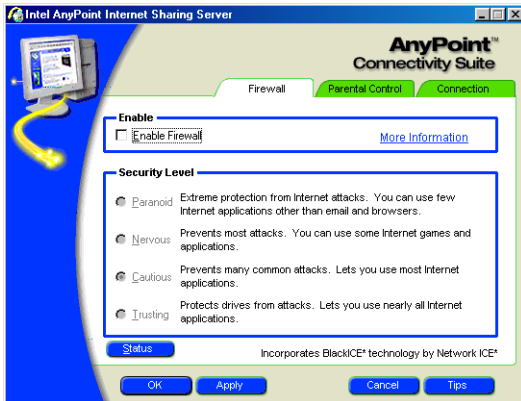 Intel AnyPoint Internet Sharing Server
AnyPoint™
Connectivity Suite
Firewall
Parental Control
Connection
Enable
Enable Firewall
More Information
Security Level
Paranoid
Extreme protection from Internet attacks. You can use few
Internet applications other than email and browsers.
Nervous
Prevents most attacks. You can use some Internet games and
applications.
Cautious
Prevents many common attacks. Lets you use most Internet
applications.
Trusting
Protects drives from attacks. Lets you use nearly all Internet
applications.
Status
Incorporates BlackICE* technology by Network ICE*
OK
Apply
Cancel
Tips